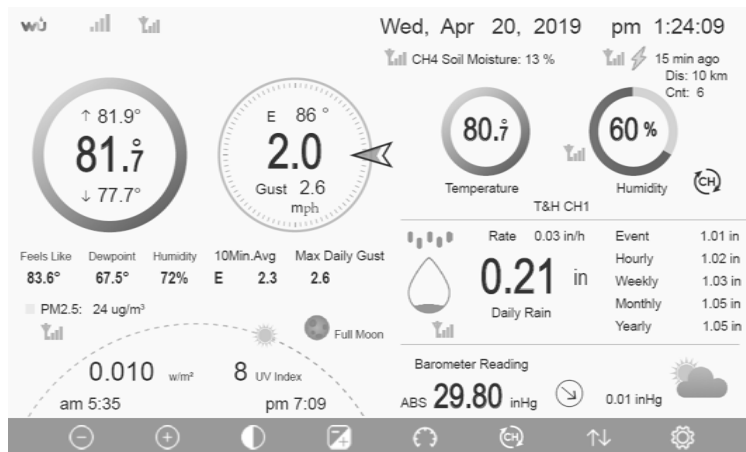 wu
Wed, Apr 20, 2019 pm 1:24:09
CH4 Soil Moisture: 13 %
15 min ago
Dis: 10 km
Cnt: 6
↑ 81.9°
81.7°
↓ 77.7°
E 86 °
2.0
Gust 2.6
mph
80.7°
Temperature
60 %
Humidity
CH
T&H CH1
Feels Like Dewpoint Humidity 10Min.Avg Max Daily Gust
83.6° 67.5° 72% E 2.3 2.6
PM2.5: 24 ug/m³
Full Moon
0.010 w/m² 8 UV Index
am 5:35 pm 7:09
Rate 0.03 in/h
0.21 in
Daily Rain
Event 1.01 in
Hourly 1.02 in
Weekly 1.03 in
Monthly 1.05 in
Yearly 1.05 in
Barometer Reading
ABS 29.80 inHg 0.01 inHg
CH